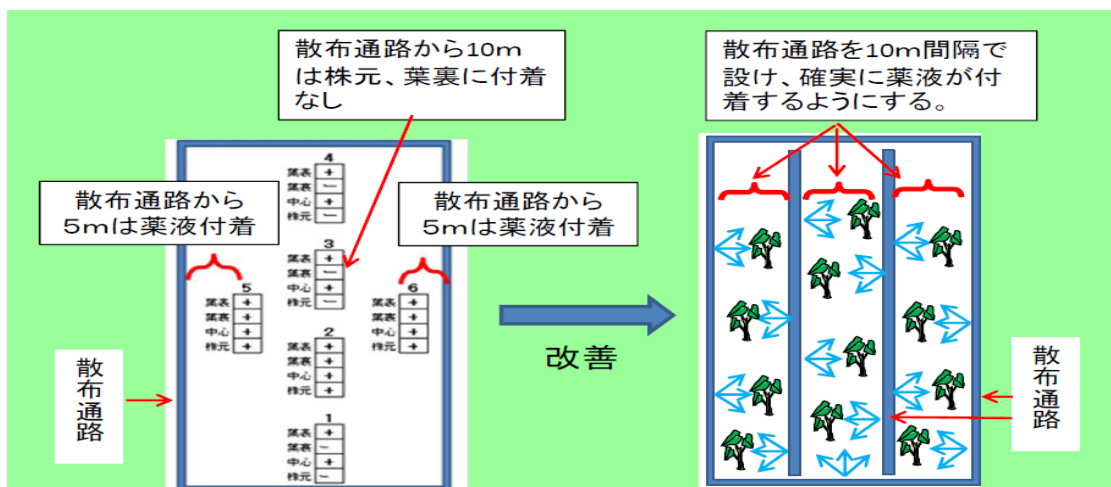 散布通路から10m
は株元、葉裏に付着
なし
散布通路を10m間隔で
設け、確実に薬液が付
着するようにする。
散布通路から
5mは薬液付着
散布通路から
5mは薬液付着
4
葉表 +
葉裏 −
中心 +
株元 −
3
葉表 +
葉裏 −
中心 +
株元 −
5
葉表 +
葉裏 +
中心 +
株元 +
6
葉表 +
葉裏 +
中心 +
株元 +
2
葉表 +
葉裏 +
中心 +
株元 +
1
葉表 +
葉裏 −
中心 +
株元 −
改善
散布通路
散布通路